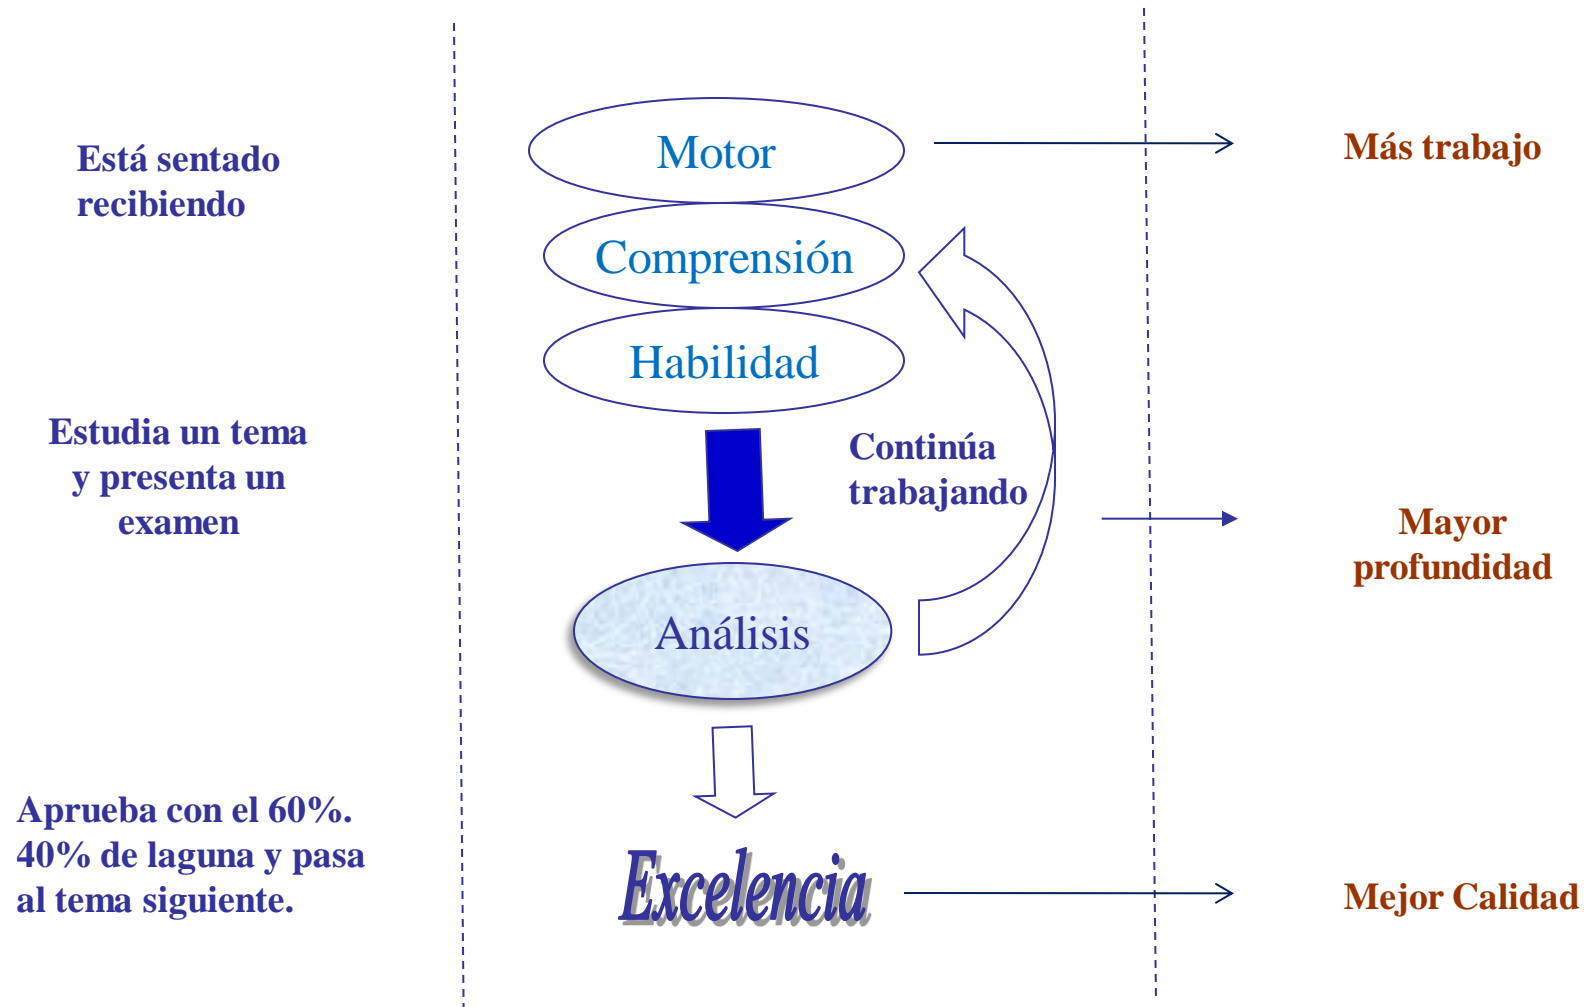 Está sentado
recibiendo
Estudia un tema
y presenta un
examen
Aprueba con el 60%.
40% de laguna y pasa
al tema siguiente.
Motor
Comprensión
Habilidad
Continúa
trabajando
Análisis
Excelencia
Más trabajo
Mayor
profundidad
Mejor Calidad